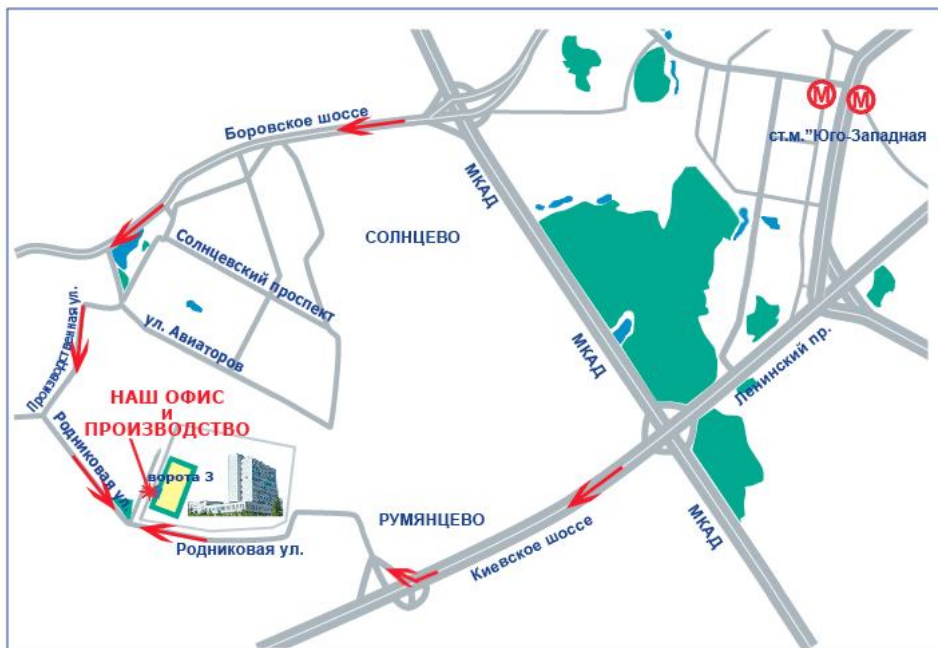 Боровское шоссе
М М
ст.м."Юго-Западная
МКАД
СОЛНЦЕВО
Солнцевский проспект
ул. Авиаторов
Производственная ул.
МКАД
Ленинский пр.
НАШ ОФИС
и
ПРОИЗВОДСТВО
Родниковая ул.
ворота 3
РУМЯНЦЕВО
Родниковая ул.
Киевское шоссе
МКАД